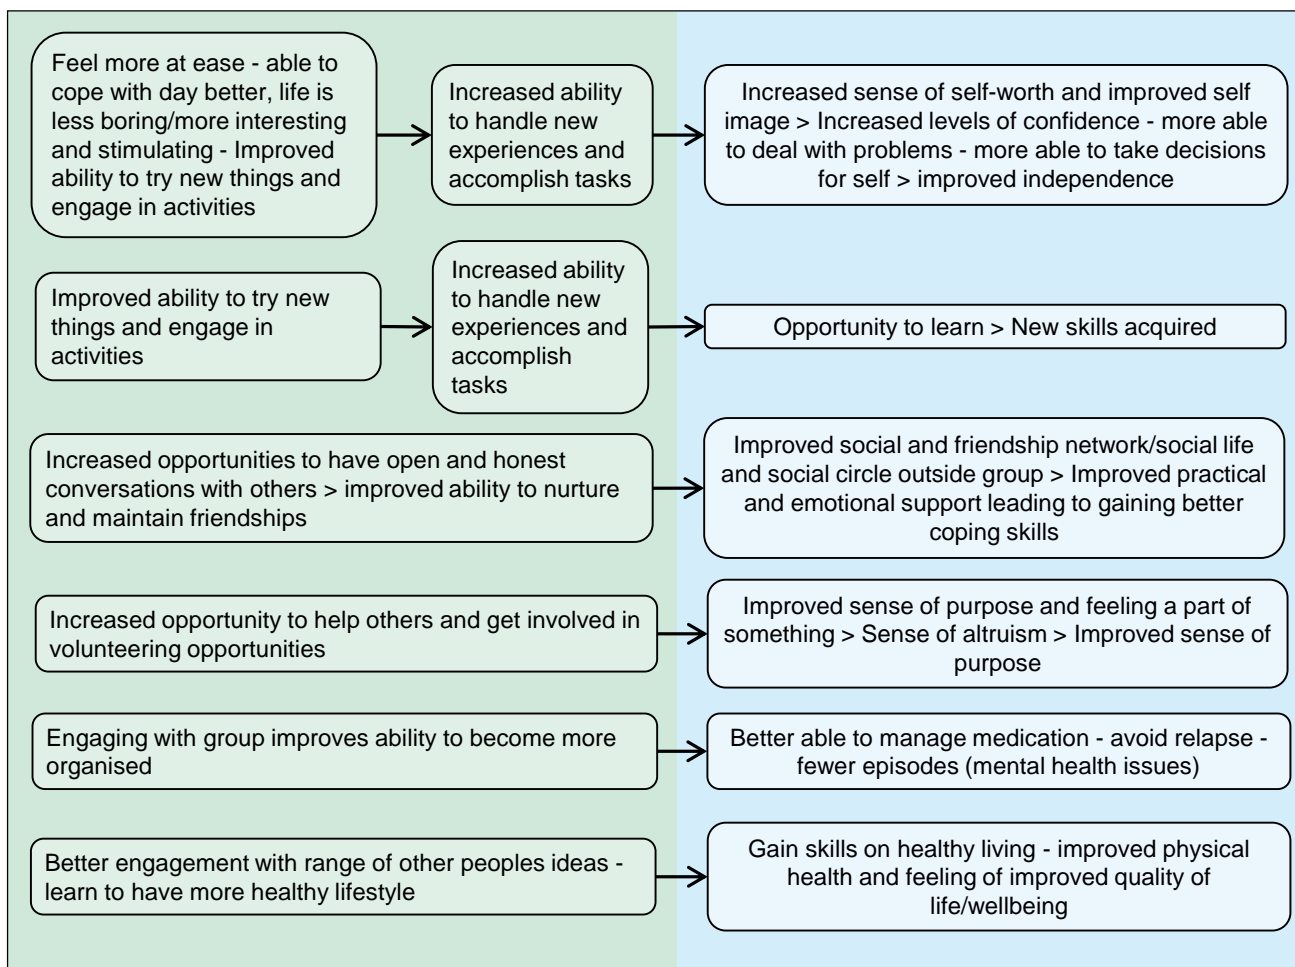 Feel more at ease - able to
cope with day better, life is
less boring/more interesting
and stimulating - Improved
ability to try new things and
engage in activities
Increased ability
to handle new
experiences and
accomplish tasks
Increased sense of self-worth and improved self
image > Increased levels of confidence - more able
to deal with problems - more able to take decisions
for self > improved independence
Improved ability to try new
things and engage in
activities
Increased ability
to handle new
experiences and
accomplish
tasks
Opportunity to learn > New skills acquired
Increased opportunities to have open and honest
conversations with others > improved ability to nurture
and maintain friendships
Improved social and friendship network/social life
and social circle outside group > Improved practical
and emotional support leading to gaining better
coping skills
Increased opportunity to help others and get involved in
volunteering opportunities
Improved sense of purpose and feeling a part of
something > Sense of altruism > Improved sense of
purpose
Engaging with group improves ability to become more
organised
Better able to manage medication - avoid relapse -
fewer episodes (mental health issues)
Better engagement with range of other peoples ideas -
learn to have more healthy lifestyle
Gain skills on healthy living - improved physical
health and feeling of improved quality of
life/wellbeing